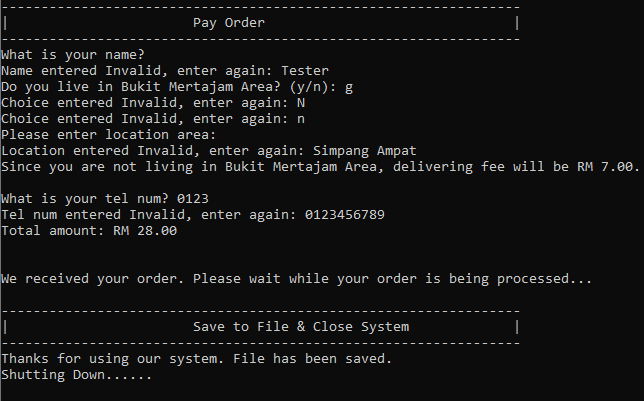 -----------------------------------------------------------------
|                       Pay Order                               |
-----------------------------------------------------------------
What is your name?
Name entered Invalid, enter again: Tester
Do you live in Bukit Mertajam Area? (y/n): g
Choice entered Invalid, enter again: N
Choice entered Invalid, enter again: n
Please enter location area:
Location entered Invalid, enter again: Simpang Ampat
Since you are not living in Bukit Mertajam Area, delivering fee will be RM 7.00.
What is your tel num? 0123
Tel num entered Invalid, enter again: 0123456789
Total amount: RM 28.00
We received your order. Please wait while your order is being processed...
-----------------------------------------------------------------
|                       Save to File & Close System             |
-----------------------------------------------------------------
Thanks for using our system. File has been saved.
Shutting Down......